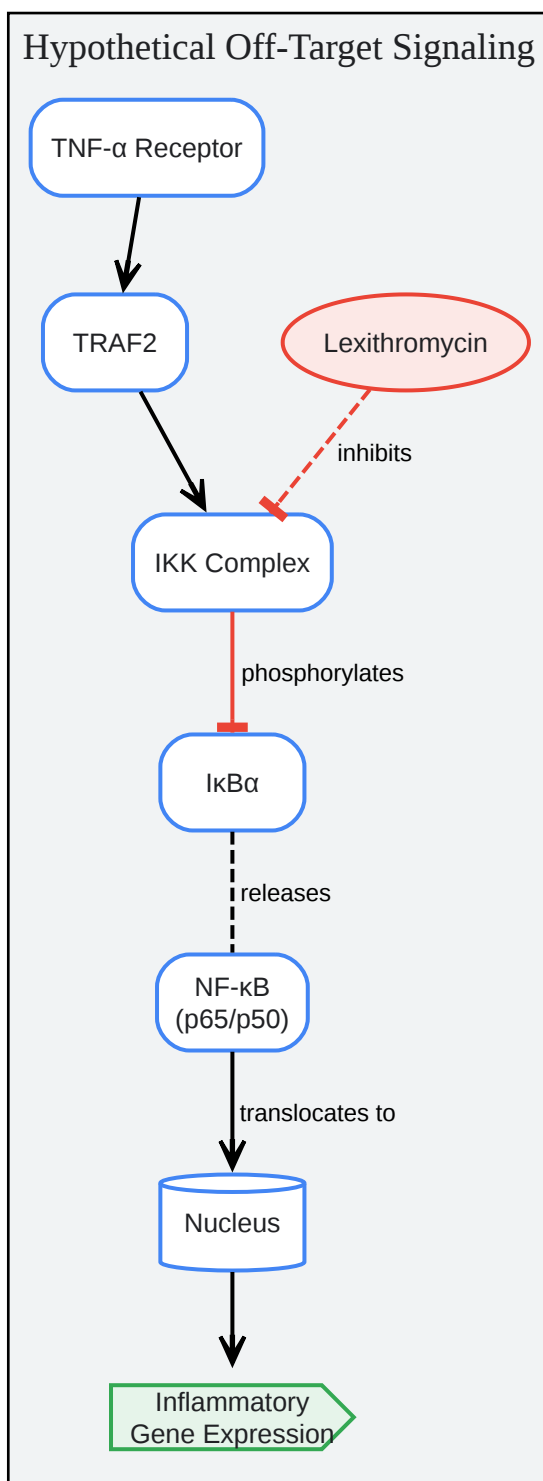 Hypothetical Off-Target Signaling
TNF-α Receptor
TRAF2
Lexithromycin
inhibits
IKK Complex
phosphorylates
IκBα
releases
NF-κB
(p65/p50)
translocates to
Nucleus
Inflammatory
Gene Expression